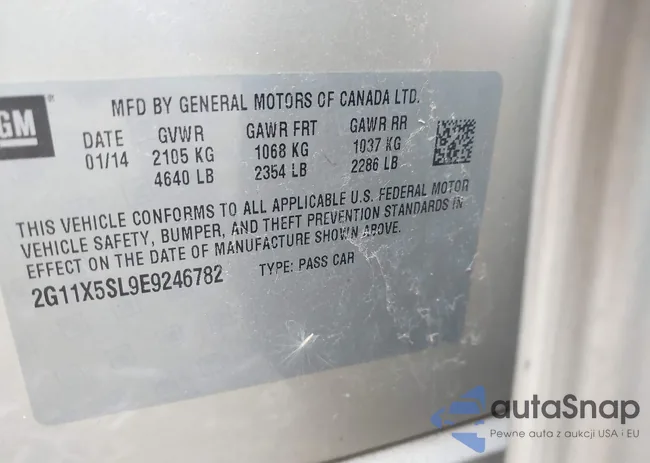 GM
MFD BY GENERAL MOTORS OF CANADA LTD.
DATE GVWR GAWR FRT GAWR RR
01/14 2105 KG 1068 KG 1037 KG
4640 LB 2354 LB 2286 LB
THIS VEHICLE CONFORMS TO ALL APPLICABLE U.S. FEDERAL MOTOR
VEHICLE SAFETY, BUMPER, AND THEFT PREVENTION STANDARDS IN
EFFECT ON THE DATE OF MANUFACTURE SHOWN ABOVE.
2G11X5SL9E9246782 TYPE: PASS CAR
autaSnap
Pewne auta z aukcji USA i EU